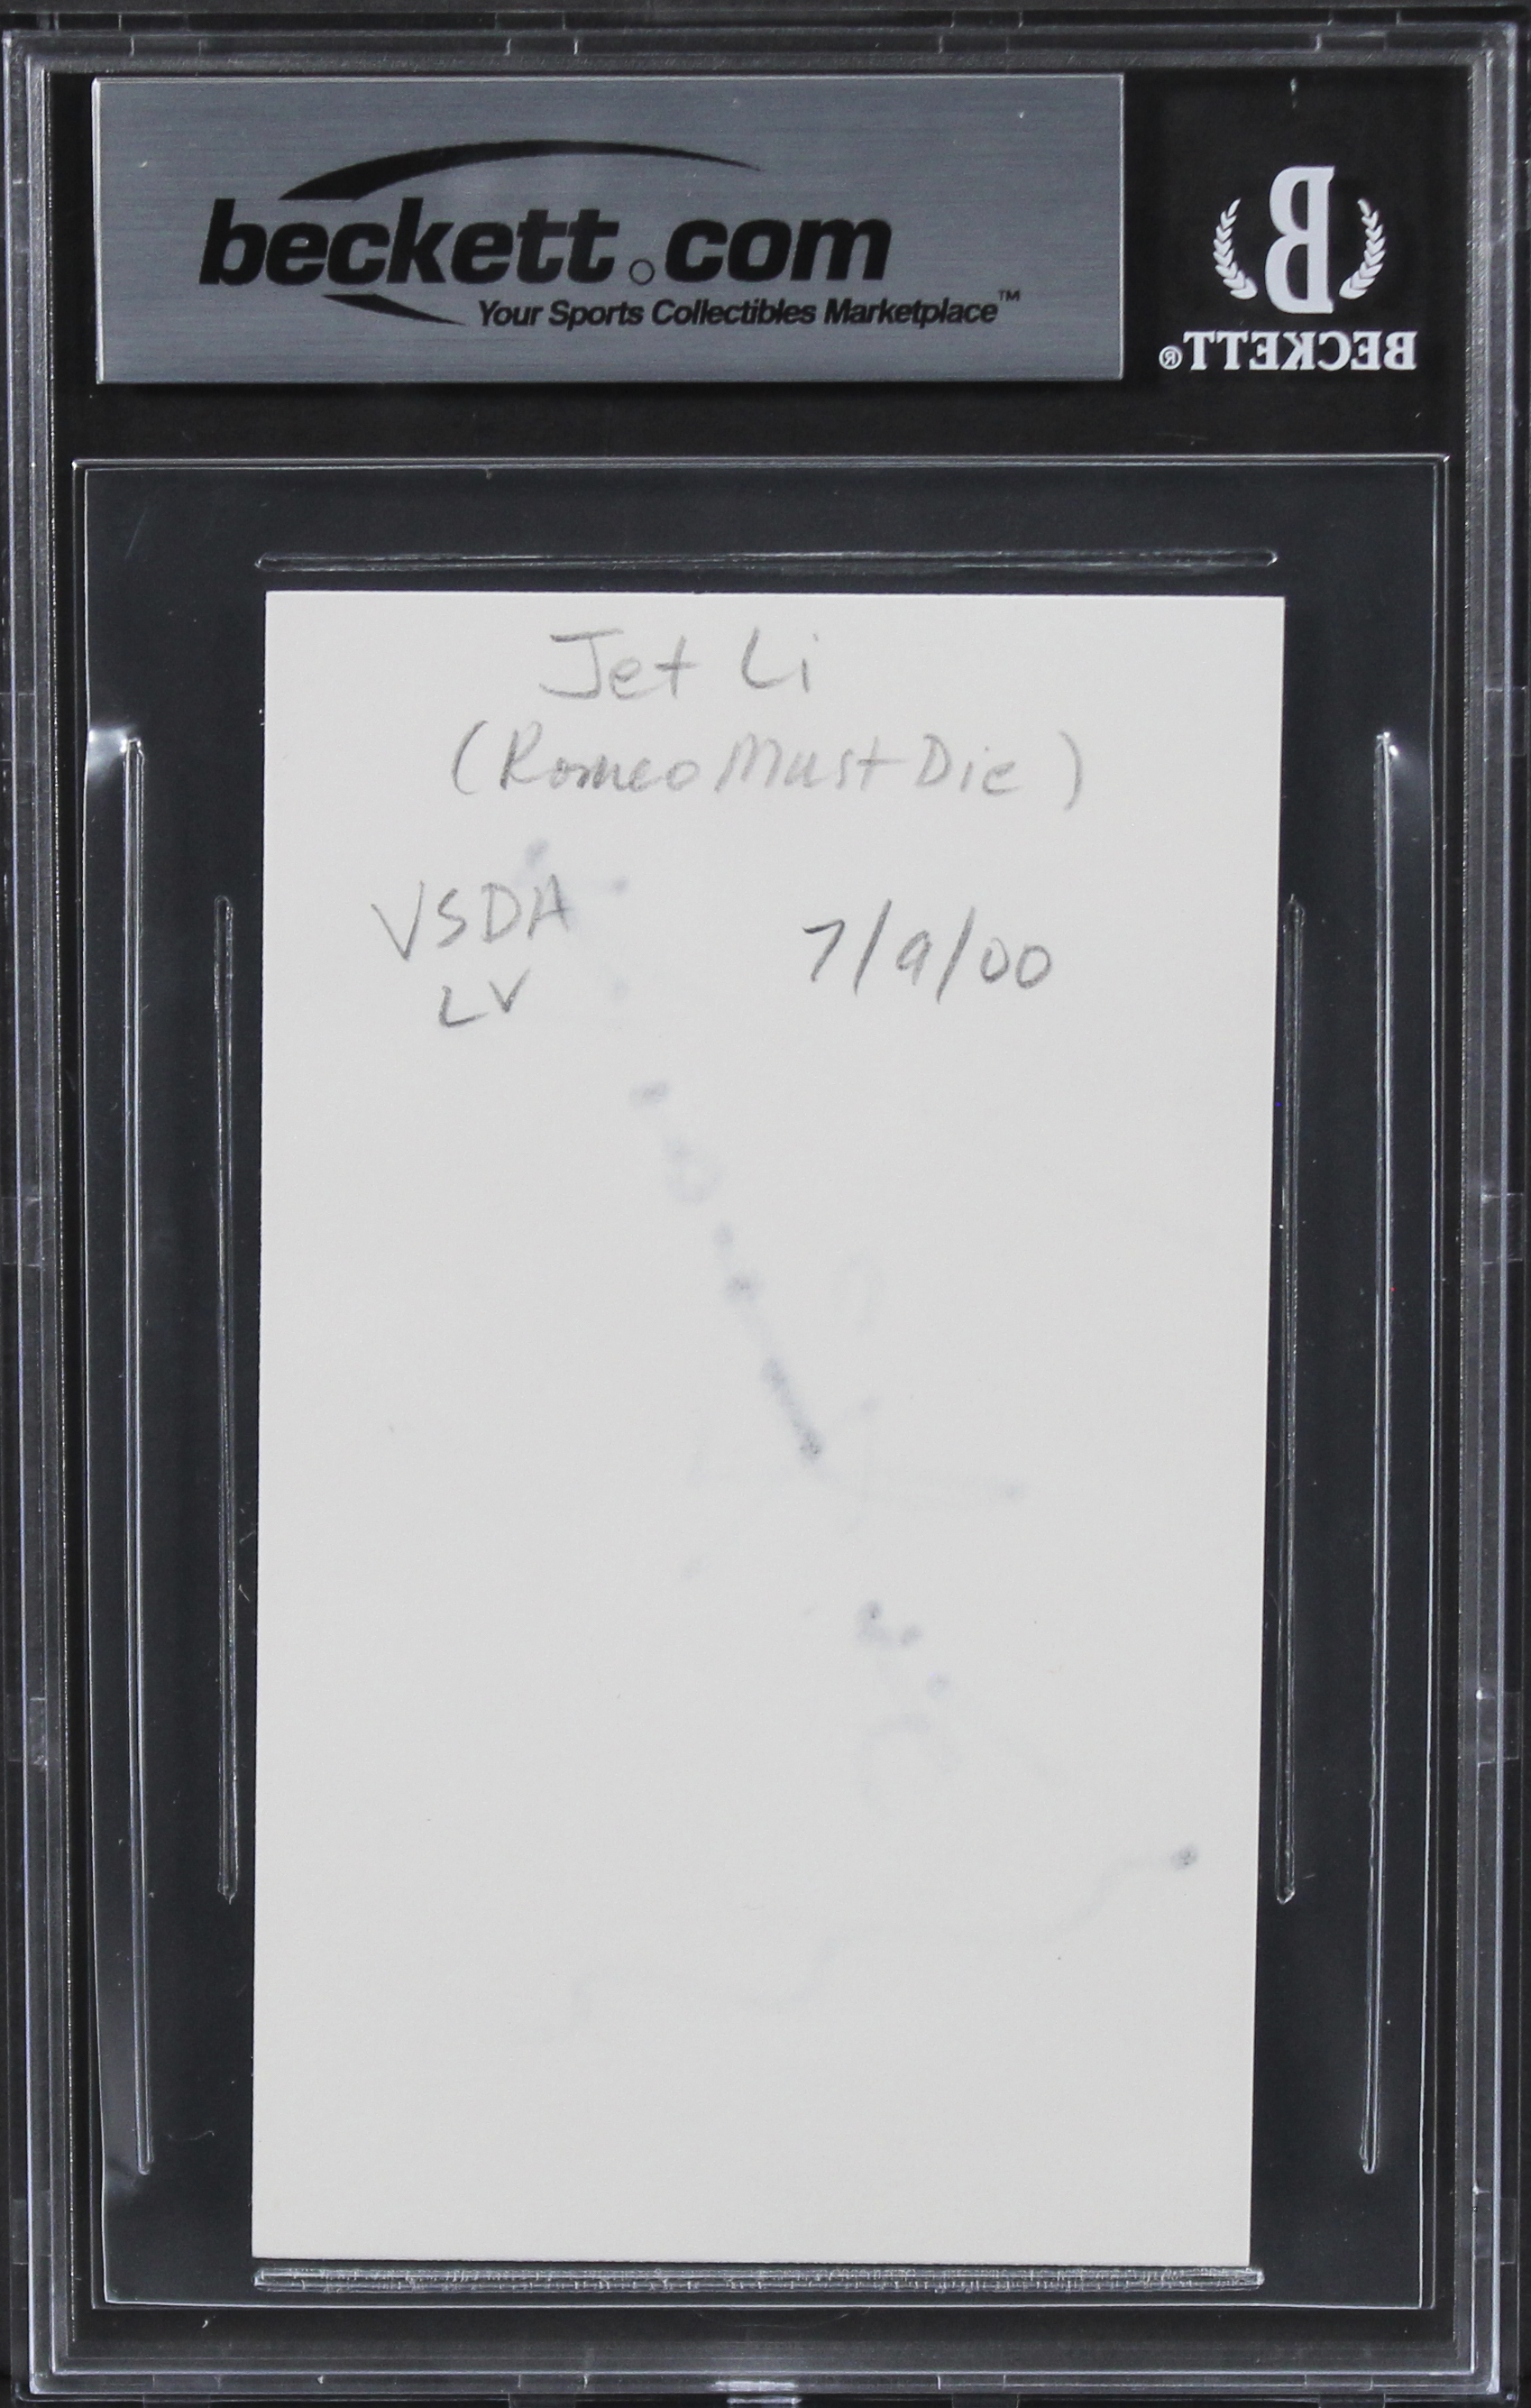 beckett.com
Your Sports Collectibles Marketplace™
B
BECKETT®
Jet Li
(Romeo Must Die)
VSDA 7/9/00
LV